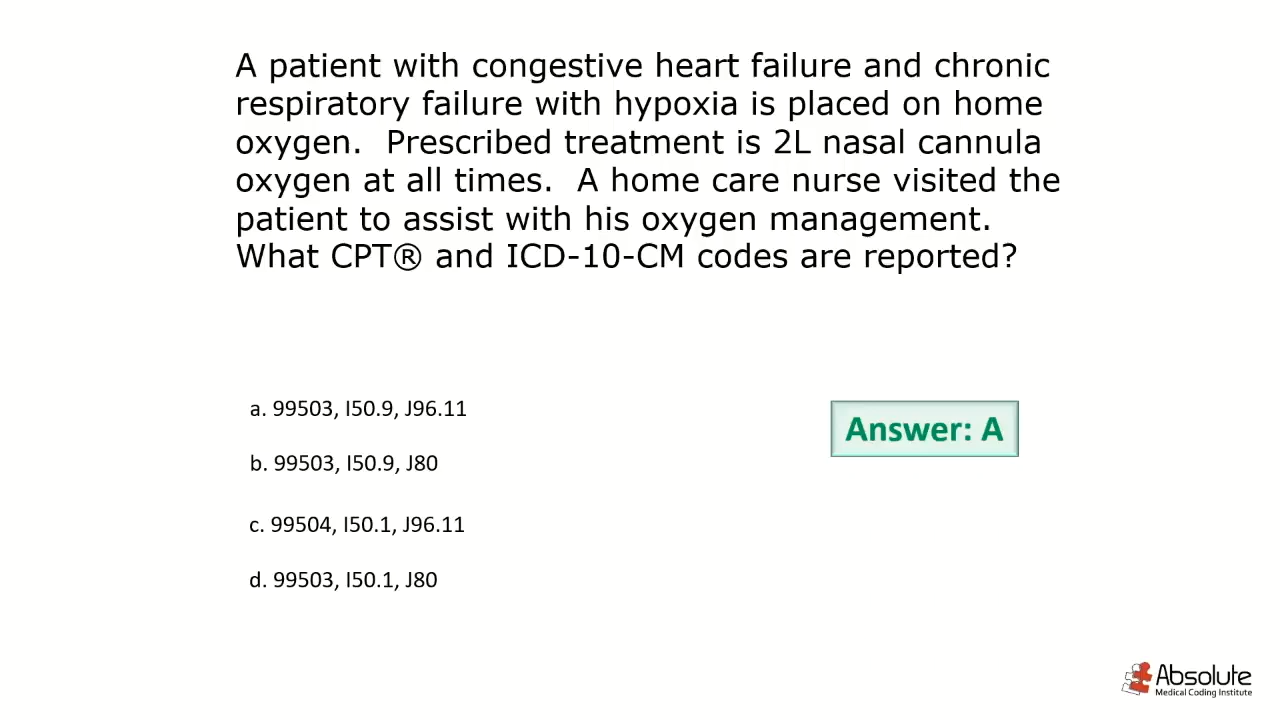 A patient with congestive heart failure and chronic
respiratory failure with hypoxia is placed on home
oxygen.  Prescribed treatment is 2L nasal cannula
oxygen at all times.  A home care nurse visited the
patient to assist with his oxygen management.
What CPT® and ICD-10-CM codes are reported?
a. 99503, I50.9, J96.11
Answer: A
b. 99503, I50.9, J80
c. 99504, I50.1, J96.11
d. 99503, I50.1, J80
Absolute
Medical Coding Institute